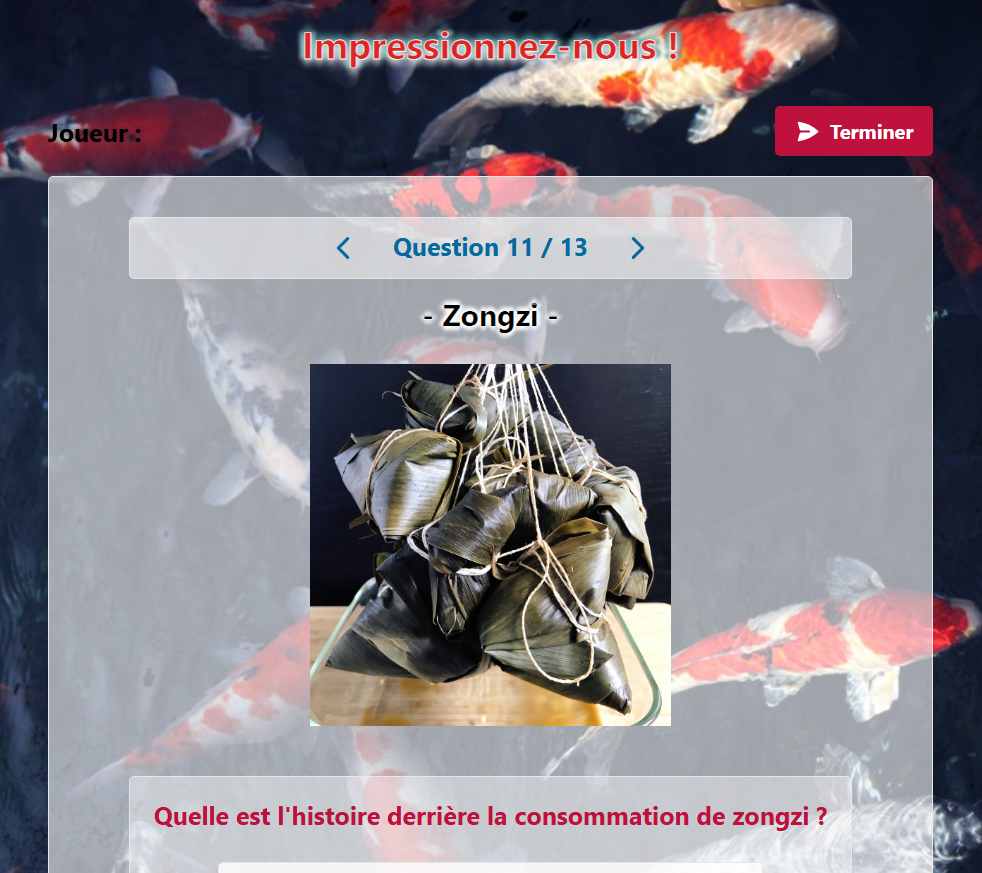 Impressionnez-nous !
Joueur :
Terminer
Question 11 / 13
- Zongzi -
Quelle est l'histoire derrière la consommation de zongzi ?